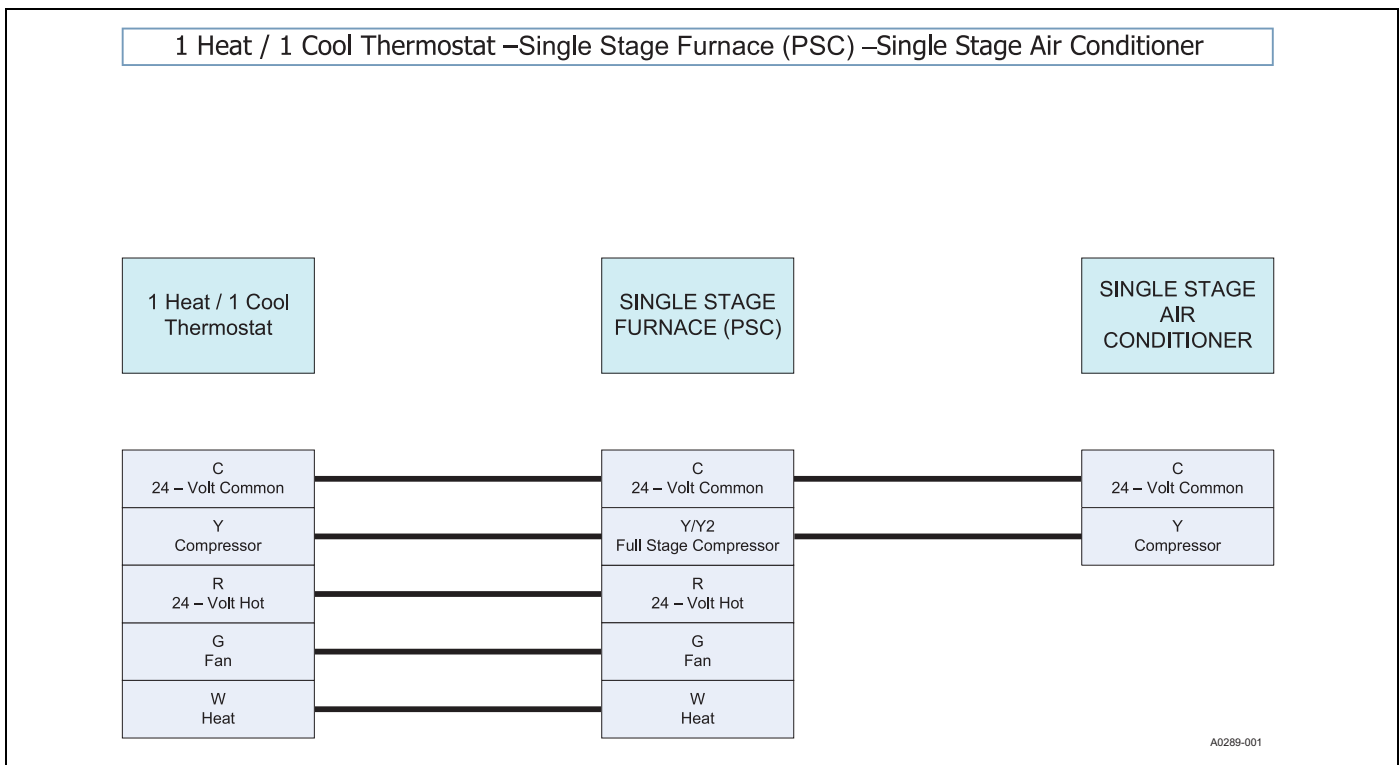 1 Heat / 1 Cool Thermostat –Single Stage Furnace (PSC) –Single Stage Air Conditioner
1 Heat / 1 Cool
Thermostat
SINGLE STAGE
FURNACE (PSC)
SINGLE STAGE
AIR
CONDITIONER
C
24 – Volt Common
C
24 – Volt Common
C
24 – Volt Common
Y
Compressor
Y/Y2
Full Stage Compressor
Y
Compressor
R
24 – Volt Hot
R
24 – Volt Hot
G
Fan
G
Fan
W
Heat
W
Heat
A0289-001